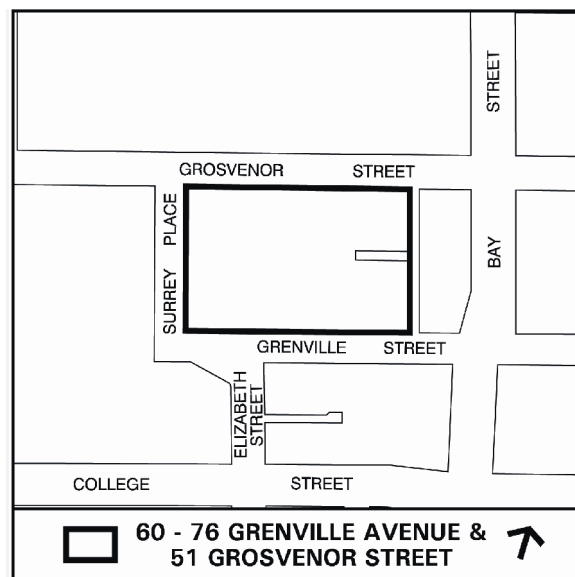 STREET
GROSVENOR STREET
SURREY PLACE
BAY
GRENVILLE STREET
ELIZABETH
STREET
COLLEGE STREET
60 - 76 GRENVILLE AVENUE &
51 GROSVENOR STREET